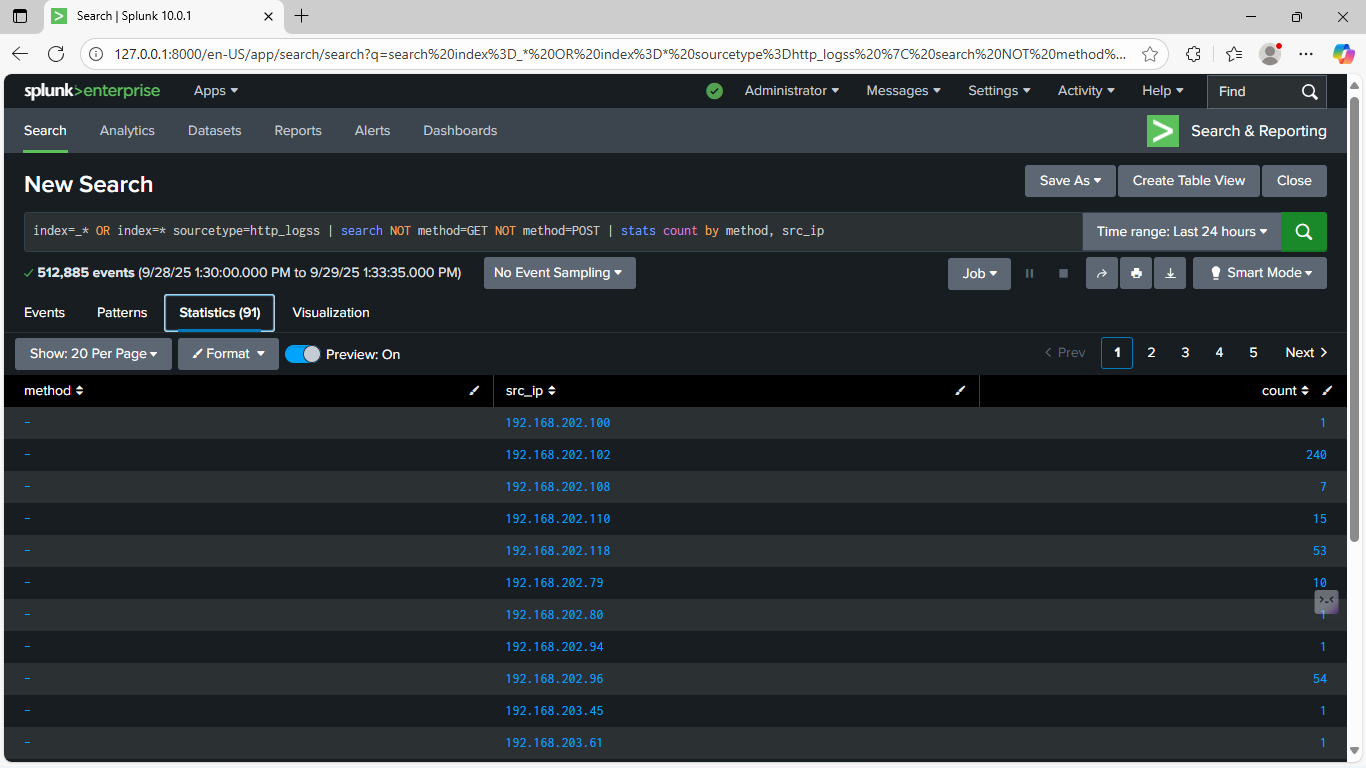 Search | Splunk 10.0.1
127.0.0.1:8000/en-US/app/search/search?q=search%20index%3D_*%20OR%20index%3D*%20sourcetype%3Dhttp_logss%20%7C%20search%20NOT%20method%...
splunk>enterprise Apps Administrator Messages Settings Activity Help Find
Search Analytics Datasets Reports Alerts Dashboards > Search & Reporting
New Search Save As Create Table View Close
index=_* OR index=* sourcetype=http_logss | search NOT method=GET NOT method=POST | stats count by method, src_ip Time range: Last 24 hours
✓ 512,885 events (9/28/25 1:30:00.000 PM to 9/29/25 1:33:35.000 PM) No Event Sampling Job Smart Mode
Events Patterns Statistics (91) Visualization
Show: 20 Per Page Format Preview: On < Prev 1 2 3 4 5 Next >
method src_ip count
- 192.168.202.100 1
- 192.168.202.102 240
- 192.168.202.108 7
- 192.168.202.110 15
- 192.168.202.118 53
- 192.168.202.79 10
- 192.168.202.80 1
- 192.168.202.94 1
- 192.168.202.96 54
- 192.168.203.45 1
- 192.168.203.61 1